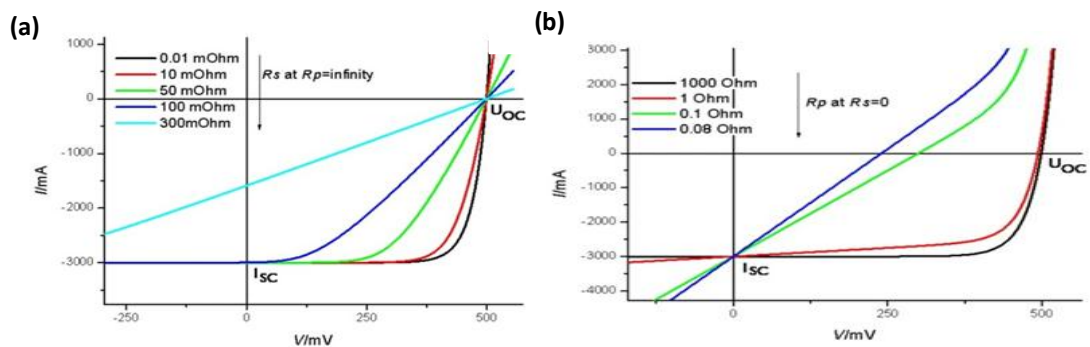 (a)
1000
0
-1000
-2000
-3000
I/mA
0.01 mOhm
10 mOhm
50 mOhm
100 mOhm
300mOhm
Rs at Rp=infinity
UOC
ISC
-250
0
250
500
V/mV
(b)
3000
2000
1000
0
-1000
-2000
-3000
-4000
I/mA
1000 Ohm
1 Ohm
0.1 Ohm
0.08 Ohm
Rp at Rs=0
UOC
ISC
0
250
500
V/mV